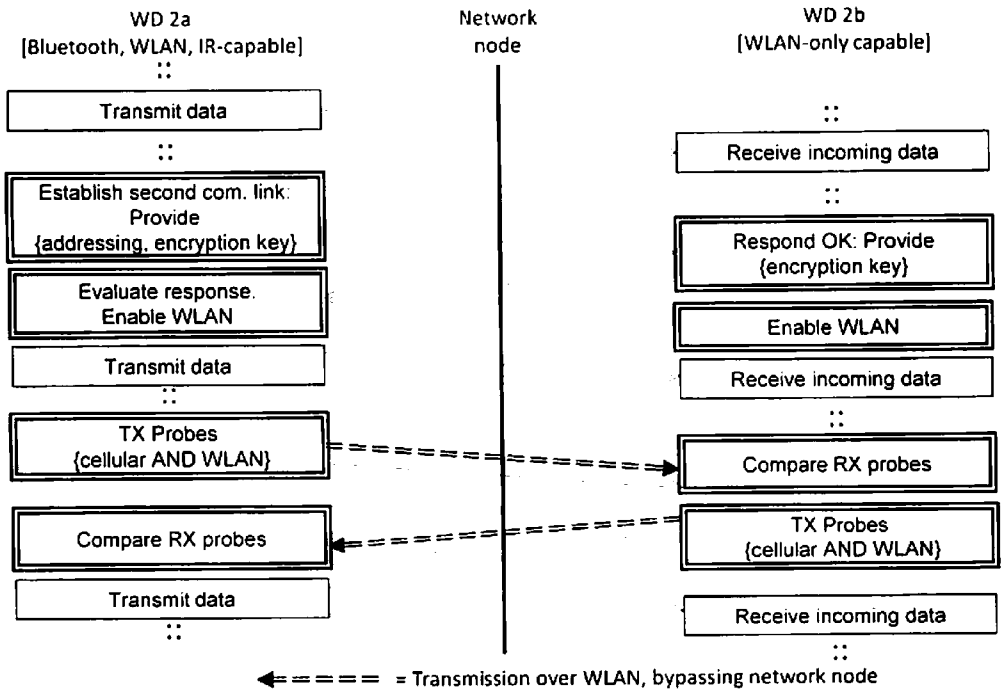 WD 2a
[Bluetooth, WLAN, IR-capable]
::
Transmit data
::
Establish second com. link:
Provide
{addressing, encryption key}
Evaluate response.
Enable WLAN
Transmit data
::
TX Probes
{cellular AND WLAN}
Compare RX probes
Transmit data
::
Network
node
WD 2b
[WLAN-only capable]
::
Receive incoming data
::
Respond OK: Provide
{encryption key}
Enable WLAN
Receive incoming data
::
Compare RX probes
TX Probes
{cellular AND WLAN}
Receive incoming data
::
= Transmission over WLAN, bypassing network node